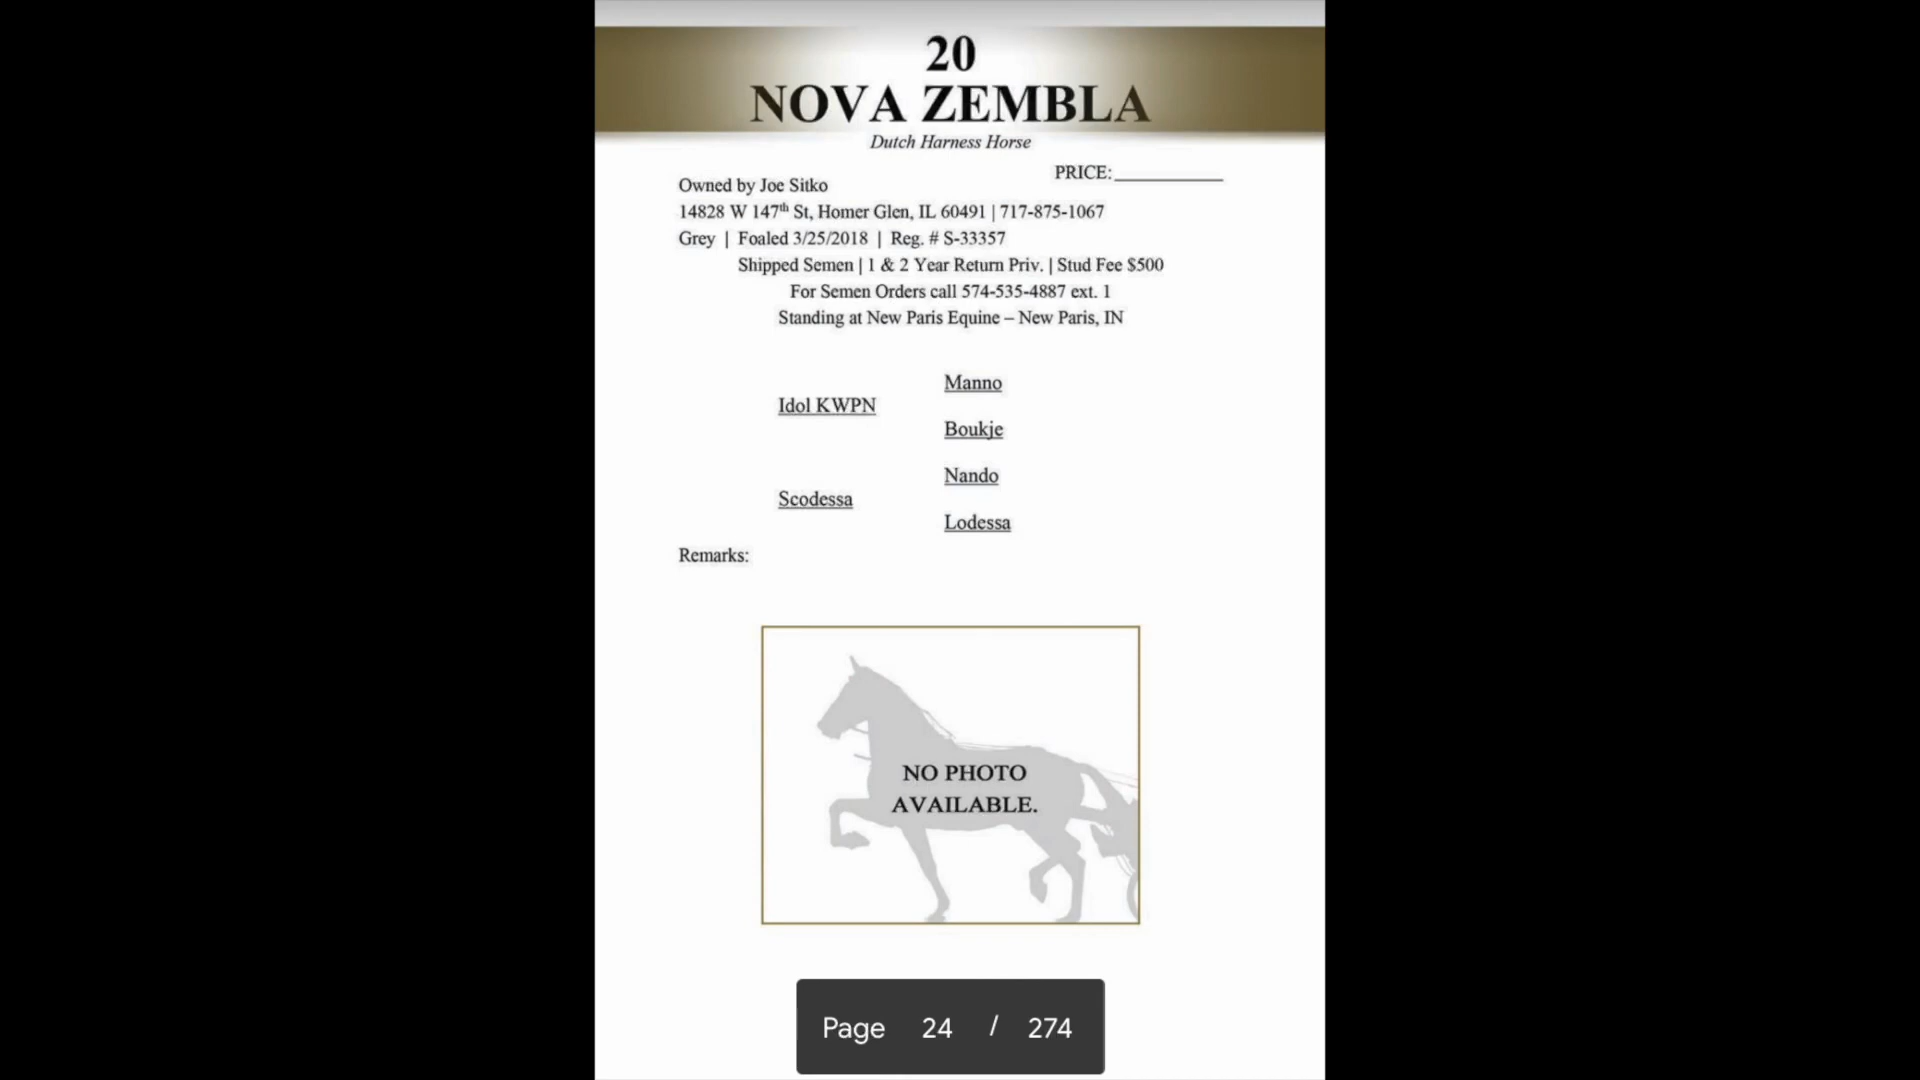 20
NOVA ZEMBLA
Dutch Harness Horse
PRICE:___________
Owned by Joe Sitko
14828 W 147th St, Homer Glen, IL 60491 | 717-875-1067
Grey | Foaled 3/25/2018 | Reg. # S-33357
Shipped Semen | 1 & 2 Year Return Priv. | Stud Fee $500
For Semen Orders call 574-535-4887 ext. 1
Standing at New Paris Equine – New Paris, IN
Manno
Idol KWPN
Boukje
Nando
Scodessa
Lodessa
Remarks:
NO PHOTO
AVAILABLE.
Page 24 / 274